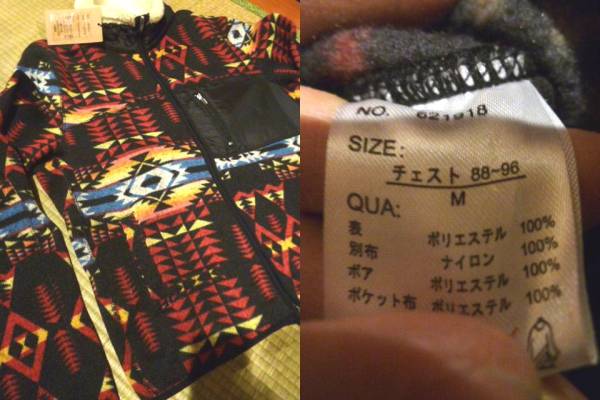 NO. 621918
SIZE:
チェスト 88-96
M
QUA:
表 ポリエステル 100%
別布 ナイロン 100%
ボア ポリエステル 100%
ポケット布 ポリエステル 100%